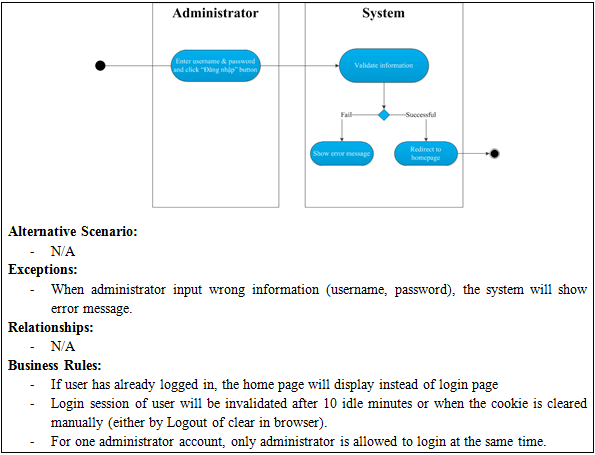 Administrator
System
Enter username & password
and click “Đăng nhập” button
Validate information
Fail
Successful
Show error message
Redirect to
homepage
Alternative Scenario:
- N/A
Exceptions:
- When administrator input wrong information (username, password), the system will show
error message.
Relationships:
- N/A
Business Rules:
- If user has already logged in, the home page will display instead of login page
- Login session of user will be invalidated after 10 idle minutes or when the cookie is cleared
manually (either by Logout of clear in browser).
- For one administrator account, only administrator is allowed to login at the same time.